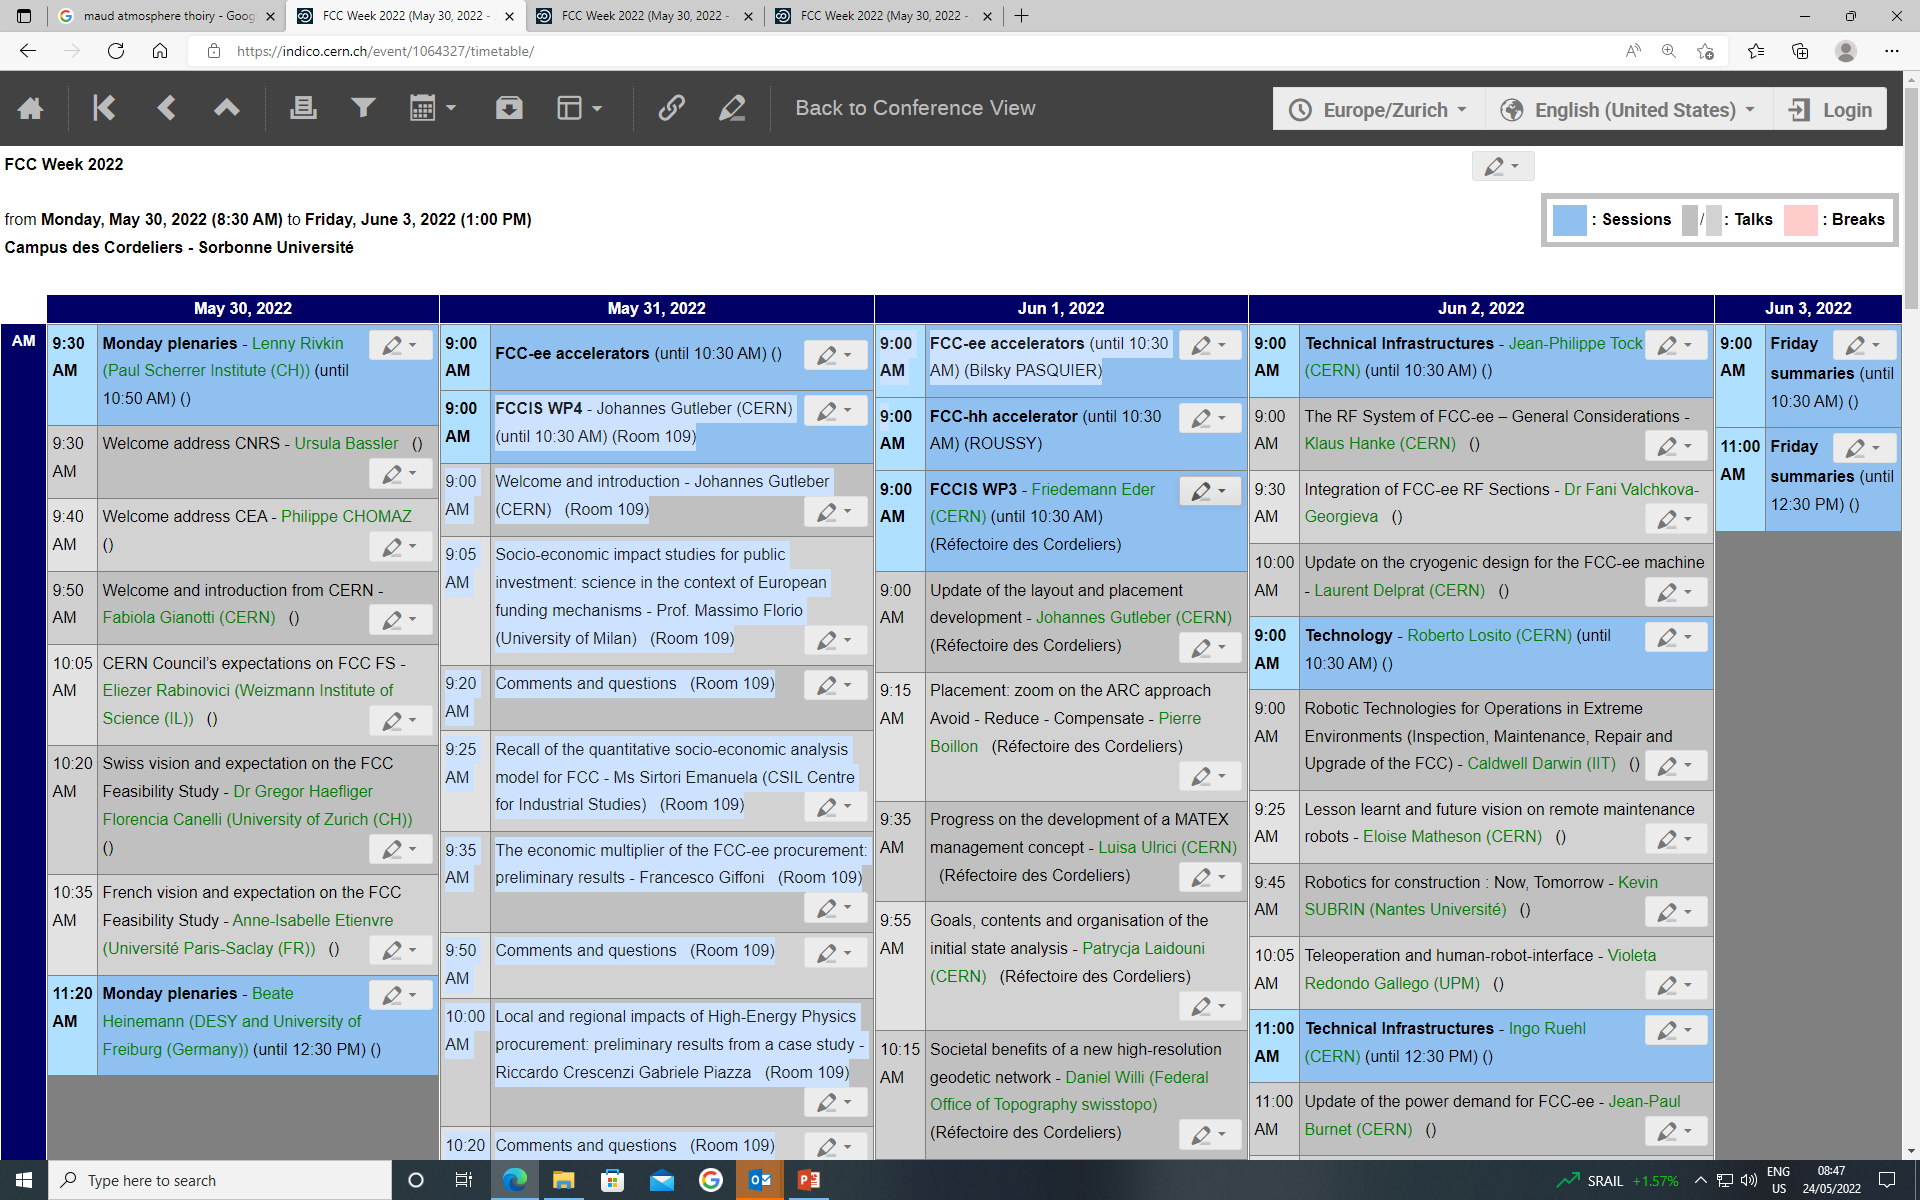 maud atmosphere thoiry - Goog
FCC Week 2022 (May 30, 2022 -
FCC Week 2022 (May 30, 2022 -
FCC Week 2022 (May 30, 2022 -
https://indico.cern.ch/event/1064327/timetable/
Back to Conference View
Europe/Zurich
English (United States)
Login
FCC Week 2022
from Monday, May 30, 2022 (8:30 AM) to Friday, June 3, 2022 (1:00 PM)
Campus des Cordeliers - Sorbonne Université
: Sessions / : Talks : Breaks
May 30, 2022
May 31, 2022
Jun 1, 2022
Jun 2, 2022
Jun 3, 2022
AM
9:30 AM
Monday plenaries - Lenny Rivkin
(Paul Scherrer Institute (CH)) (until
10:50 AM) ()
9:30 AM
Welcome address CNRS - Ursula Bassler ()
9:40 AM
Welcome address CEA - Philippe CHOMAZ
()
9:50 AM
Welcome and introduction from CERN -
Fabiola Gianotti (CERN) ()
10:05 AM
CERN Council's expectations on FCC FS -
Eliezer Rabinovici (Weizmann Institute of
Science (IL)) ()
10:20 AM
Swiss vision and expectation on the FCC
Feasibility Study - Dr Gregor Haefliger
Florencia Canelli (University of Zurich (CH))
()
10:35 AM
French vision and expectation on the FCC
Feasibility Study - Anne-Isabelle Etienvre
(Université Paris-Saclay (FR)) ()
11:20 AM
Monday plenaries - Beate
Heinemann (DESY and University of
Freiburg (Germany)) (until 12:30 PM) ()
9:00 AM
FCC-ee accelerators (until 10:30 AM) ()
9:00 AM
FCCIS WP4 - Johannes Gutleber (CERN)
(until 10:30 AM) (Room 109)
9:00 AM
Welcome and introduction - Johannes Gutleber
(CERN) (Room 109)
9:05 AM
Socio-economic impact studies for public
investment: science in the context of European
funding mechanisms - Prof. Massimo Florio
(University of Milan) (Room 109)
9:20 AM
Comments and questions (Room 109)
9:25 AM
Recall of the quantitative socio-economic analysis
model for FCC - Ms Sirtori Emanuela (CSIL Centre
for Industrial Studies) (Room 109)
9:35 AM
The economic multiplier of the FCC-ee procurement:
preliminary results - Francesco Giffoni (Room 109)
9:50 AM
Comments and questions (Room 109)
10:00 AM
Local and regional impacts of High-Energy Physics
procurement: preliminary results from a case study -
Riccardo Crescenzi Gabriele Piazza (Room 109)
10:20
Comments and questions (Room 109)
9:00 AM
FCC-ee accelerators (until 10:30
AM) (Bilsky PASQUIER)
9:00 AM
FCC-hh accelerator (until 10:30
AM) (ROUSSY)
9:00 AM
FCCIS WP3 - Friedemann Eder
(CERN) (until 10:30 AM)
(Réfectoire des Cordeliers)
9:00 AM
Update of the layout and placement
development - Johannes Gutleber (CERN)
(Réfectoire des Cordeliers)
9:15 AM
Placement: zoom on the ARC approach
Avoid - Reduce - Compensate - Pierre
Boillon (Réfectoire des Cordeliers)
9:35 AM
Progress on the development of a MATEX
management concept - Luisa Ulrici (CERN)
(Réfectoire des Cordeliers)
9:55 AM
Goals, contents and organisation of the
initial state analysis - Patrycja Laidouni
(CERN) (Réfectoire des Cordeliers)
10:15 AM
Societal benefits of a new high-resolution
geodetic network - Daniel Willi (Federal
Office of Topography swisstopo)
(Réfectoire des Cordeliers)
9:00 AM
Technical Infrastructures - Jean-Philippe Tock
(CERN) (until 10:30 AM) ()
9:00 AM
The RF System of FCC-ee – General Considerations -
Klaus Hanke (CERN) ()
9:30 AM
Integration of FCC-ee RF Sections - Dr Fani Valchkova-
Georgieva ()
10:00 AM
Update on the cryogenic design for the FCC-ee machine
- Laurent Delprat (CERN) ()
9:00 AM
Technology - Roberto Losito (CERN) (until
10:30 AM) ()
9:00 AM
Robotic Technologies for Operations in Extreme
Environments (Inspection, Maintenance, Repair and
Upgrade of the FCC) - Caldwell Darwin (IIT) ()
9:25 AM
Lesson learnt and future vision on remote maintenance
robots - Eloise Matheson (CERN) ()
9:45 AM
Robotics for construction : Now, Tomorrow - Kevin
SUBRIN (Nantes Université) ()
10:05 AM
Teleoperation and human-robot-interface - Violeta
Redondo Gallego (UPM) ()
11:00 AM
Technical Infrastructures - Ingo Ruehl
(CERN) (until 12:30 PM) ()
11:00 AM
Update of the power demand for FCC-ee - Jean-Paul
Burnet (CERN) ()
9:00 AM
Friday
summaries (until
10:30 AM) ()
11:00 AM
Friday
summaries (until
12:30 PM) ()
Type here to search
SRAIL +1.57%
ENG
US
08:47
24/05/2022